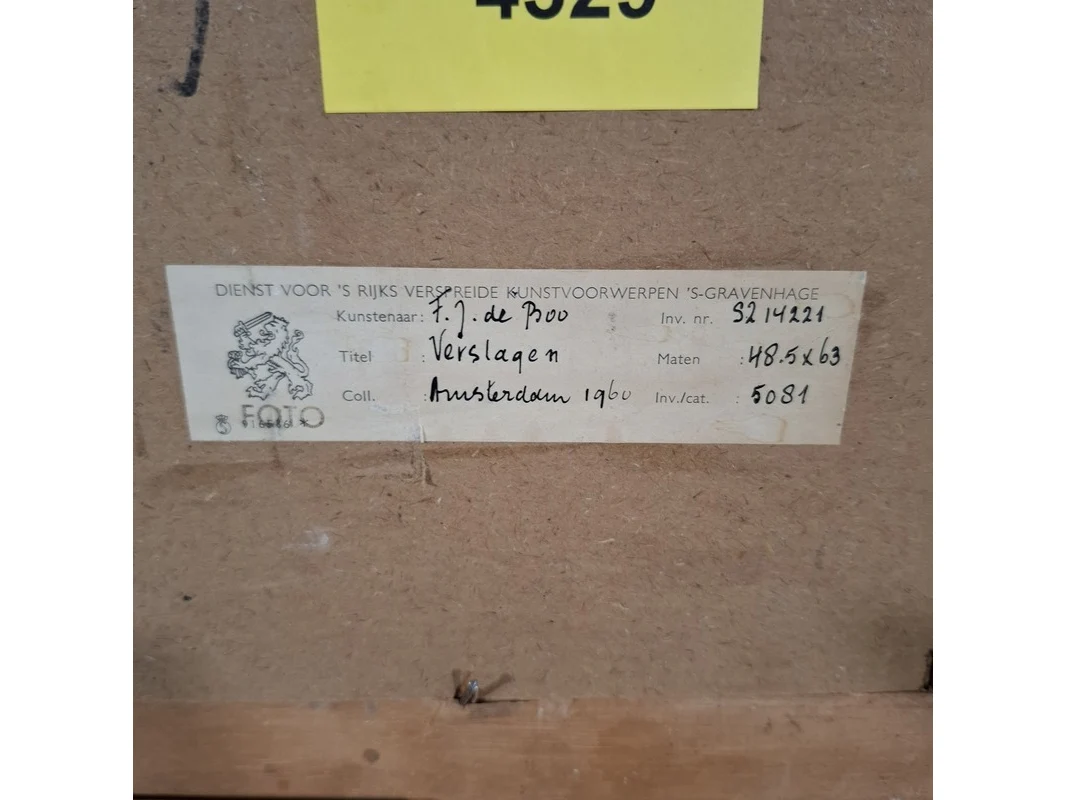 DIENST VOOR 'S RIJKS VERSPREIDE KUNSTVOORWERPEN 'S-GRAVENHAGE
Kunstenaar: F. J. de Boo Inv. nr. S2 14221
Titel : Verslagen Maten : 48.5 x 63
Coll. : Amsterdam 1960 Inv./cat. : 5081
FOTO